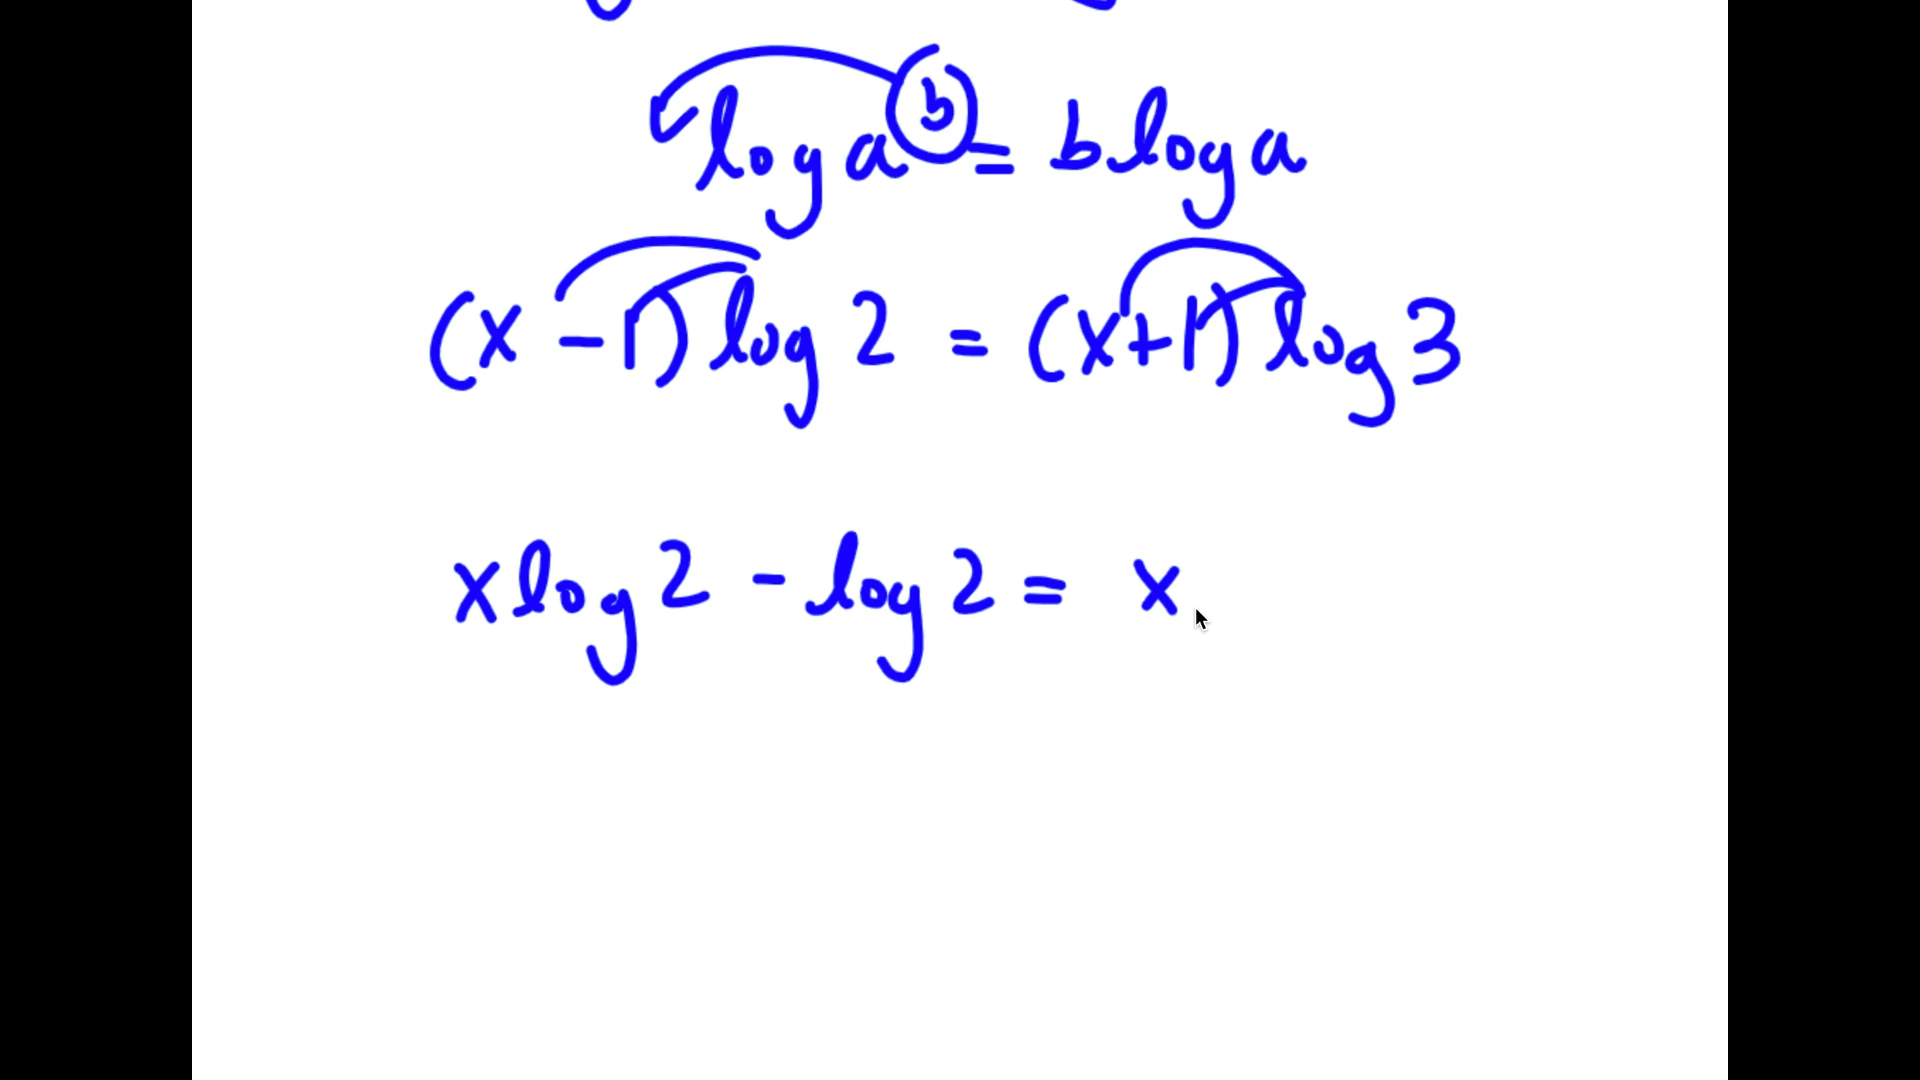 log a^b = b log a
(x - 1) log 2 = (x + 1) log 3
x log 2 - log 2 = x